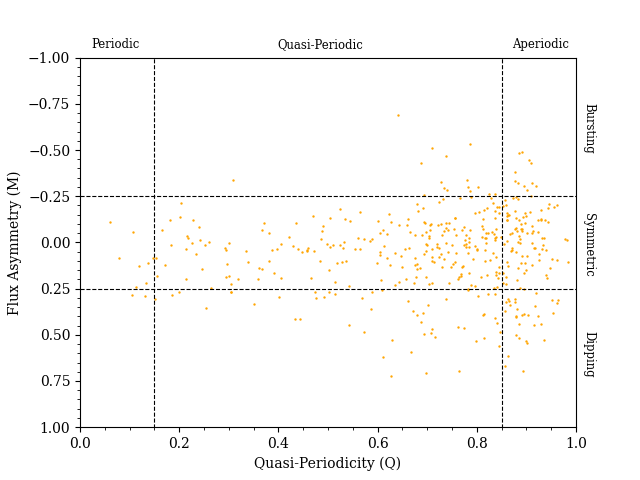 Periodic Quasi-Periodic Aperiodic
−1.00
−0.75
−0.50
−0.25
0.00
0.25
0.50
0.75
1.00
Flux Asymmetry (M)
Bursting
Symmetric
Dipping
0.0 0.2 0.4 0.6 0.8 1.0
Quasi-Periodicity (Q)